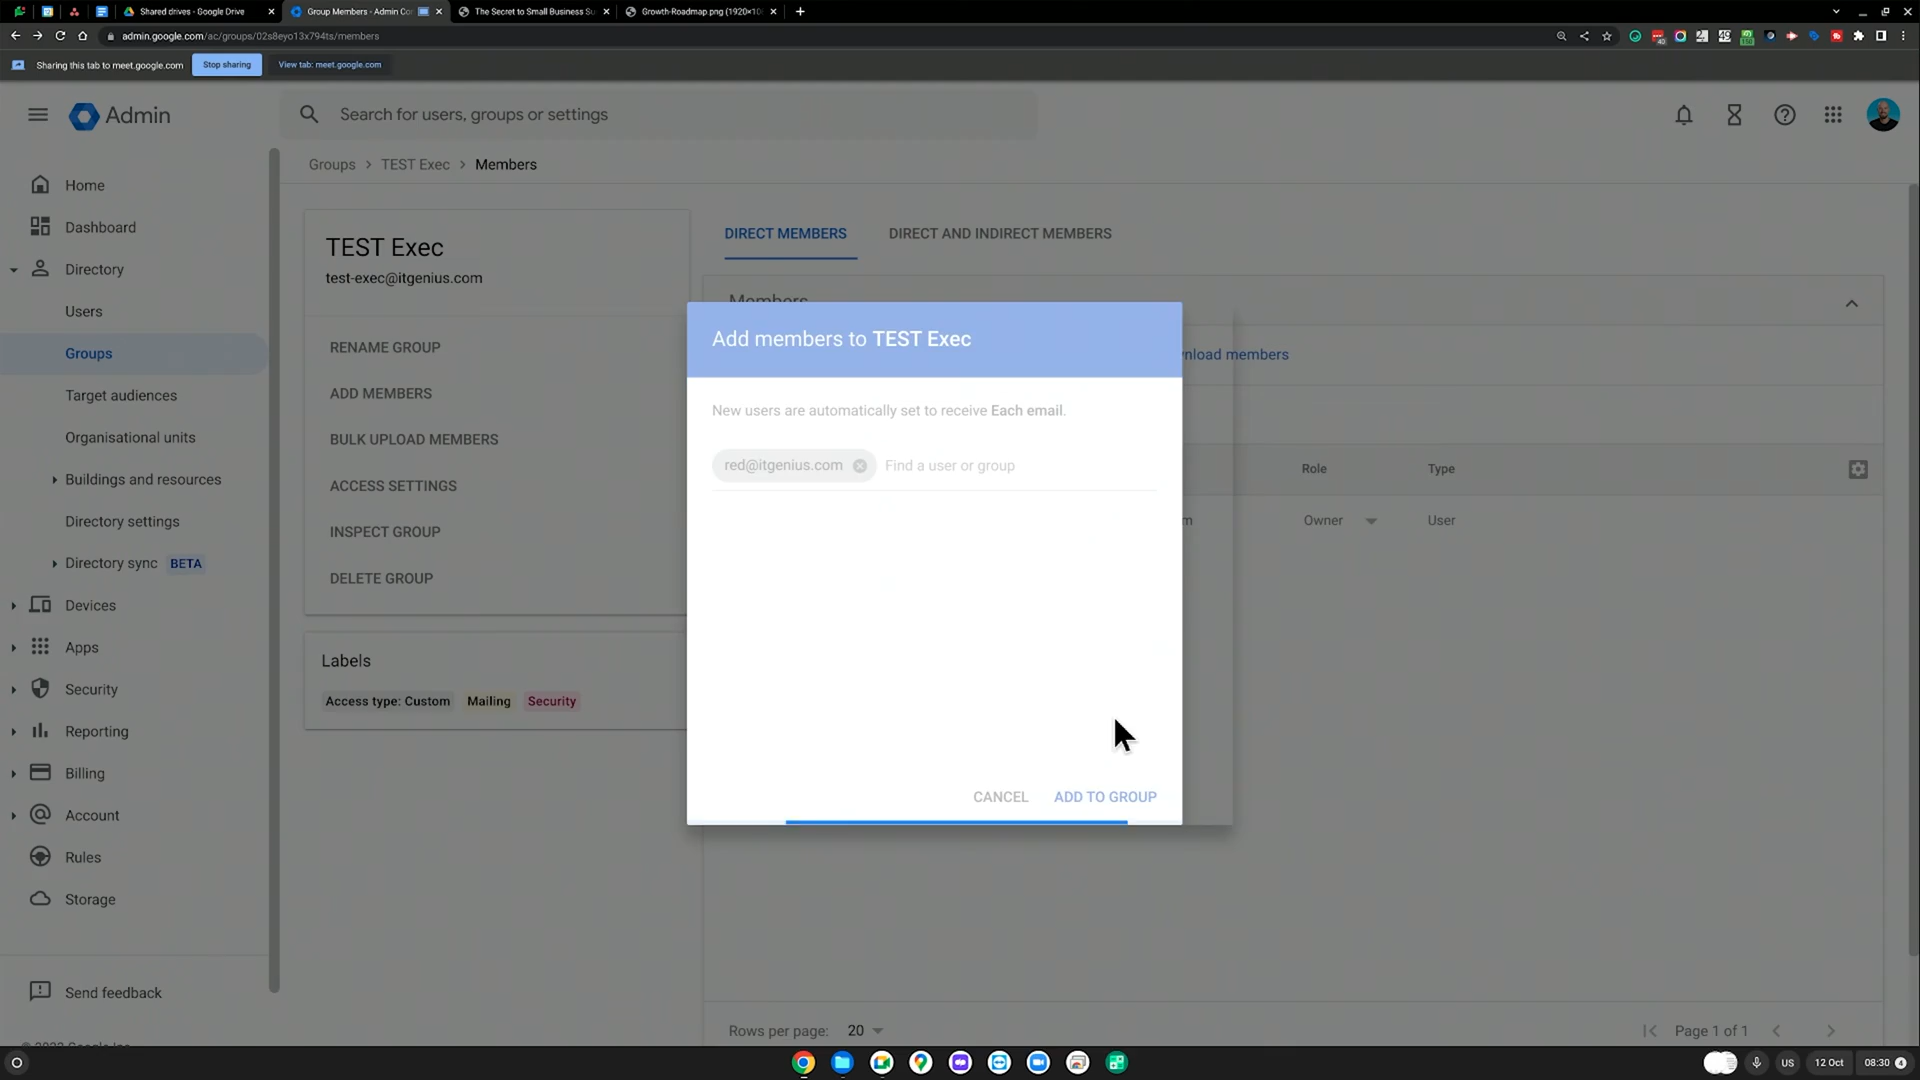 Shared drives - Google Drive
Group Members - Admin Co
The Secret to Small Business Su
Growth-Roadmap.png (1920×10
admin.google.com/ac/groups/02s8eyo13x794ts/members
Sharing this tab to meet.google.com
Stop sharing
View tab: meet.google.com
Admin
Search for users, groups or settings
Groups > TEST Exec > Members
Home
Dashboard
Directory
Users
Groups
Target audiences
Organisational units
Buildings and resources
Directory settings
Directory sync BETA
Devices
Apps
Security
Reporting
Billing
Account
Rules
Storage
Send feedback
TEST Exec
test-exec@itgenius.com
RENAME GROUP
ADD MEMBERS
BULK UPLOAD MEMBERS
ACCESS SETTINGS
INSPECT GROUP
DELETE GROUP
Labels
Access type: Custom Mailing Security
DIRECT MEMBERS
DIRECT AND INDIRECT MEMBERS
Members
nload members
Role Type
m Owner User
Add members to TEST Exec
New users are automatically set to receive Each email.
red@itgenius.com Find a user or group
CANCEL ADD TO GROUP
Rows per page: 20
Page 1 of 1
US
12 Oct
08:30 4